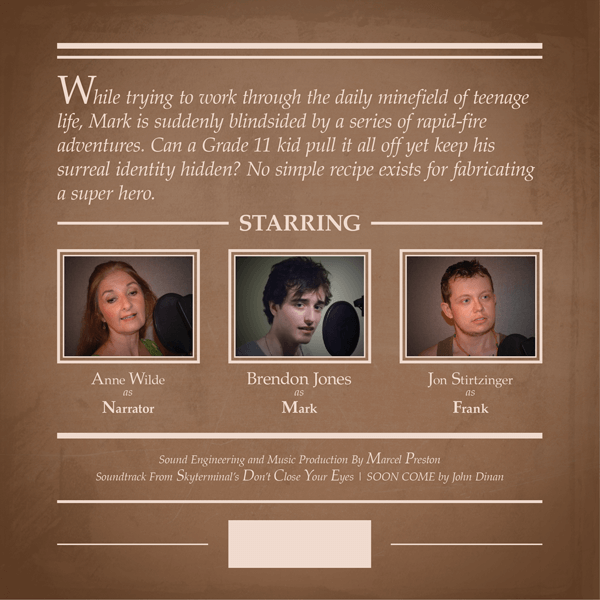 While trying to work through the daily minefield of teenage
life, Mark is suddenly blindsided by a series of rapid-fire
adventures. Can a Grade 11 kid pull it all off yet keep his
surreal identity hidden? No simple recipe exists for fabricating
a super hero.
STARRING
Anne Wilde
as
Narrator
Brendon Jones
as
Mark
Jon Stirtzinger
as
Frank
Sound Engineering and Music Production By Marcel Preston
Soundtrack From Skyterminal's Don't Close Your Eyes | SOON COME by John Dinan